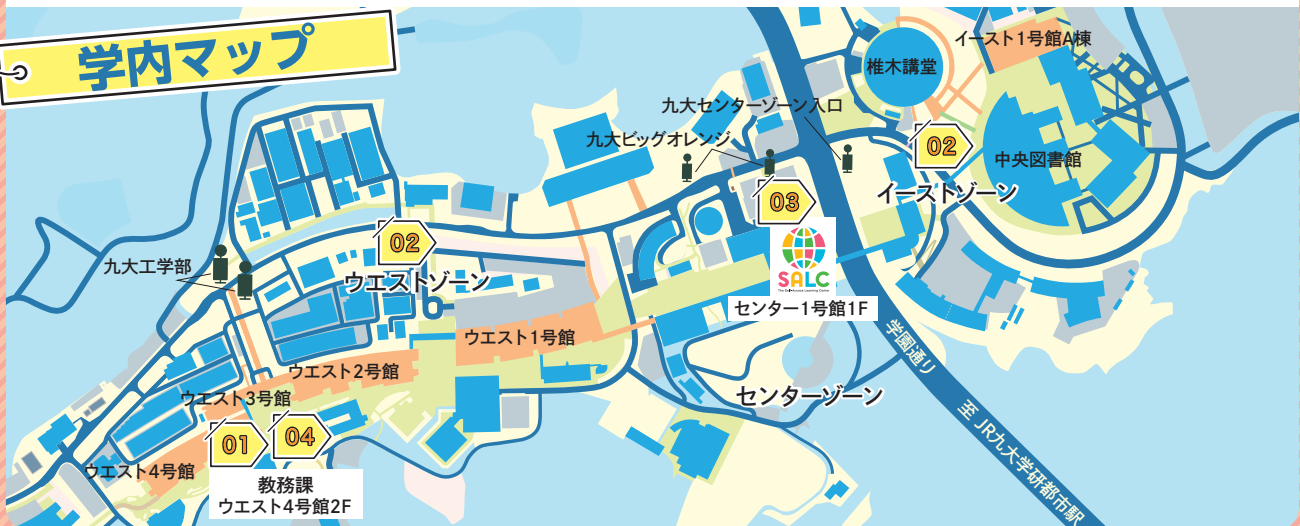 学内マップ
イースト1号館A棟
椎木講堂
九大センターゾーン入口
九大ビッグオレンジ
02
中央図書館
イーストゾーン
03
02
ウエストゾーン
九大工学部
SALC
The Self-Access Learning Center
センター1号館1F
ウエスト1号館
学園通り
ウエスト2号館
センターゾーン
ウエスト3号館
至 JR九大学研都市駅
01
04
ウエスト4号館
教務課
ウエスト4号館2F